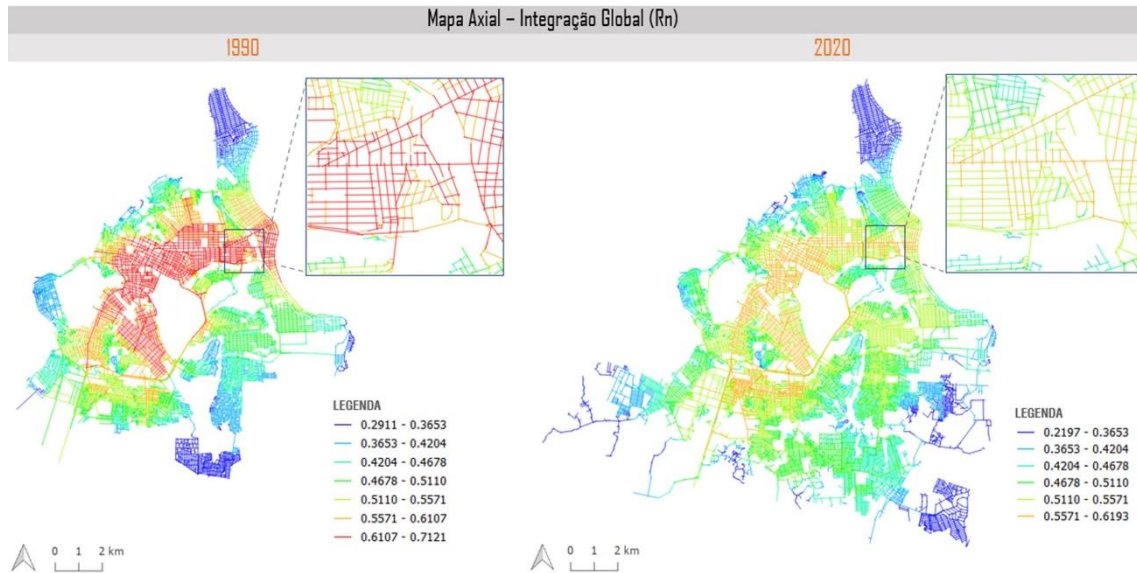 Mapa Axial – Integração Global (Rn)
1990
2020
LEGENDA
0.2911 - 0.3653
0.3653 - 0.4204
0.4204 - 0.4678
0.4678 - 0.5110
0.5110 - 0.5571
0.5571 - 0.6107
0.6107 - 0.7121
0 1 2 km
LEGENDA
0.2197 - 0.3653
0.3653 - 0.4204
0.4204 - 0.4678
0.4678 - 0.5110
0.5110 - 0.5571
0.5571 - 0.6193
0 1 2 km